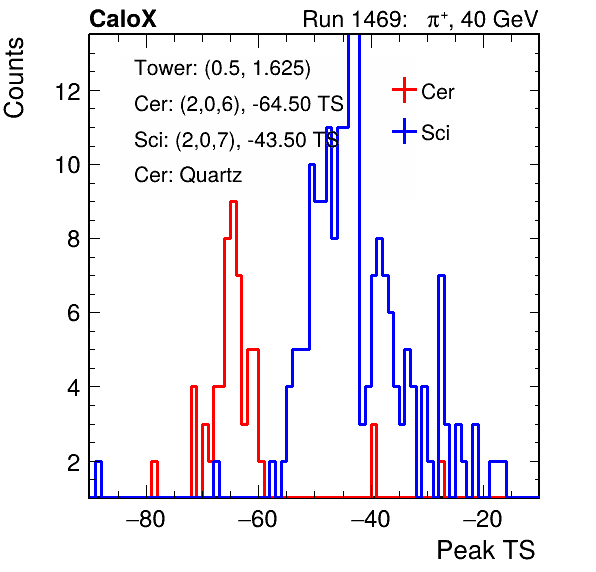 CaloX Run 1469: π⁺, 40 GeV
Counts
Tower: (0.5, 1.625)
Cer: (2,0,6), -64.50 TS
Sci: (2,0,7), -43.50 TS
Cer: Quartz
Cer
Sci
12
10
8
6
4
2
−80 −60 −40 −20
Peak TS